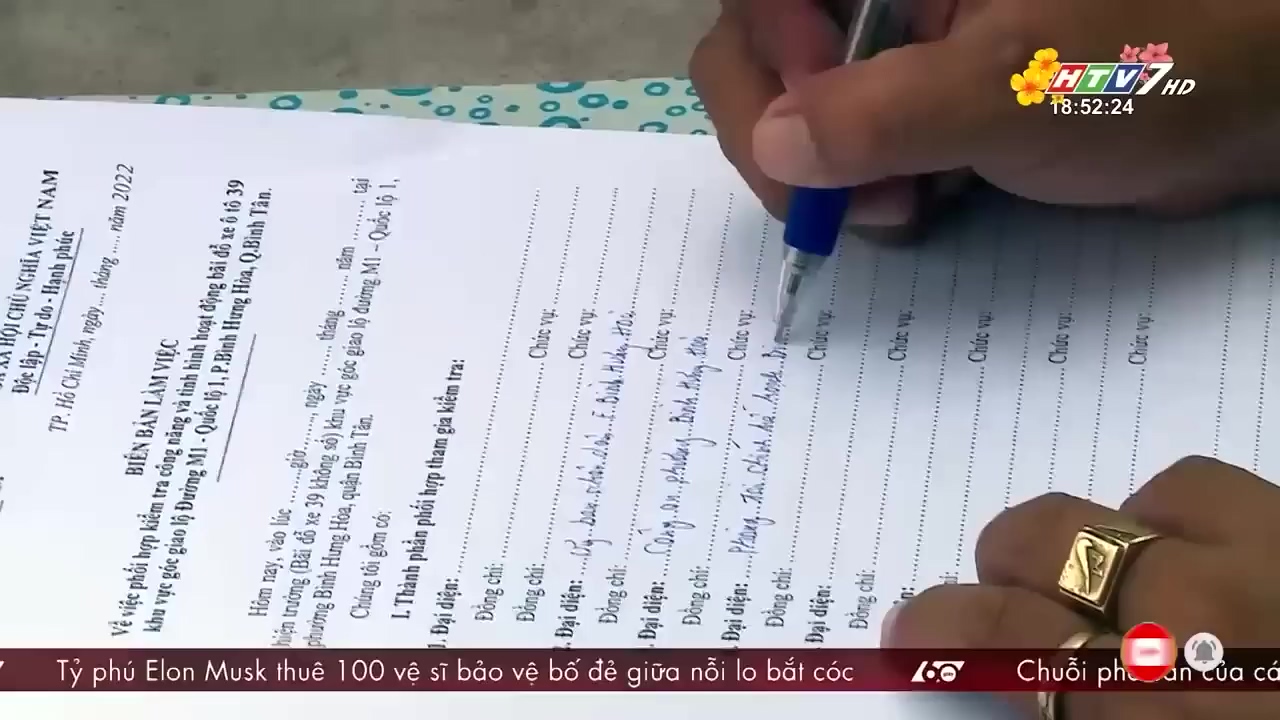 HTV7 HD
18:52:24
XÃ HỘI CHỦ NGHĨA VIỆT NAM
Độc lập - Tự do - Hạnh phúc
TP. Hồ Chí Minh, ngày.... tháng .... năm 2022
BIÊN BẢN LÀM VIỆC
Về việc phối hợp kiểm tra công năng và tình hình hoạt động bãi đỗ xe ô tô 39
khu vực góc giao lộ Đường M1 - Quốc lộ 1, P.Bình Hưng Hòa, Q.Bình Tân.
Hôm nay, vào lúc .........giờ........., ngày ......... tháng ......... năm ......... tại
hiện trường (Bãi đỗ xe 39 không số) khu vực góc giao lộ đường M1 – Quốc lộ 1,
phường Bình Hưng Hòa, quận Bình Tân.
Chúng tôi gồm có:
I. Thành phần phối hợp tham gia kiểm tra:
1. Đại diện:
Đồng chí: Chức vụ:
Đồng chí: Chức vụ:
2. Đại diện: Ủy ban nhân dân P. Bình Hưng Hòa
Đồng chí: Chức vụ:
Đại diện: Công an phường Bình Hưng Hòa
Đồng chí: Chức vụ:
Đại diện: Phòng Tài chính kế hoạch
Đồng chí: Chức vụ:
Đại diện:
Đồng chí: Chức vụ:
Chức vụ:
Chức vụ:
Chức vụ:
Tỷ phú Elon Musk thuê 100 vệ sĩ bảo vệ bố đẻ giữa nỗi lo bắt cóc 60 Chuỗi của